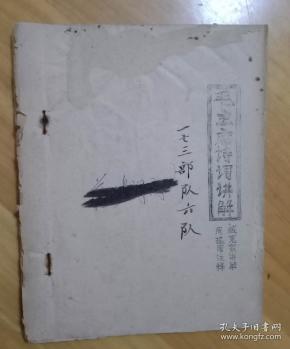 毛主席诗词讲解
臧克家讲解
周振甫注释
一七三部队六队
孔夫子旧书网